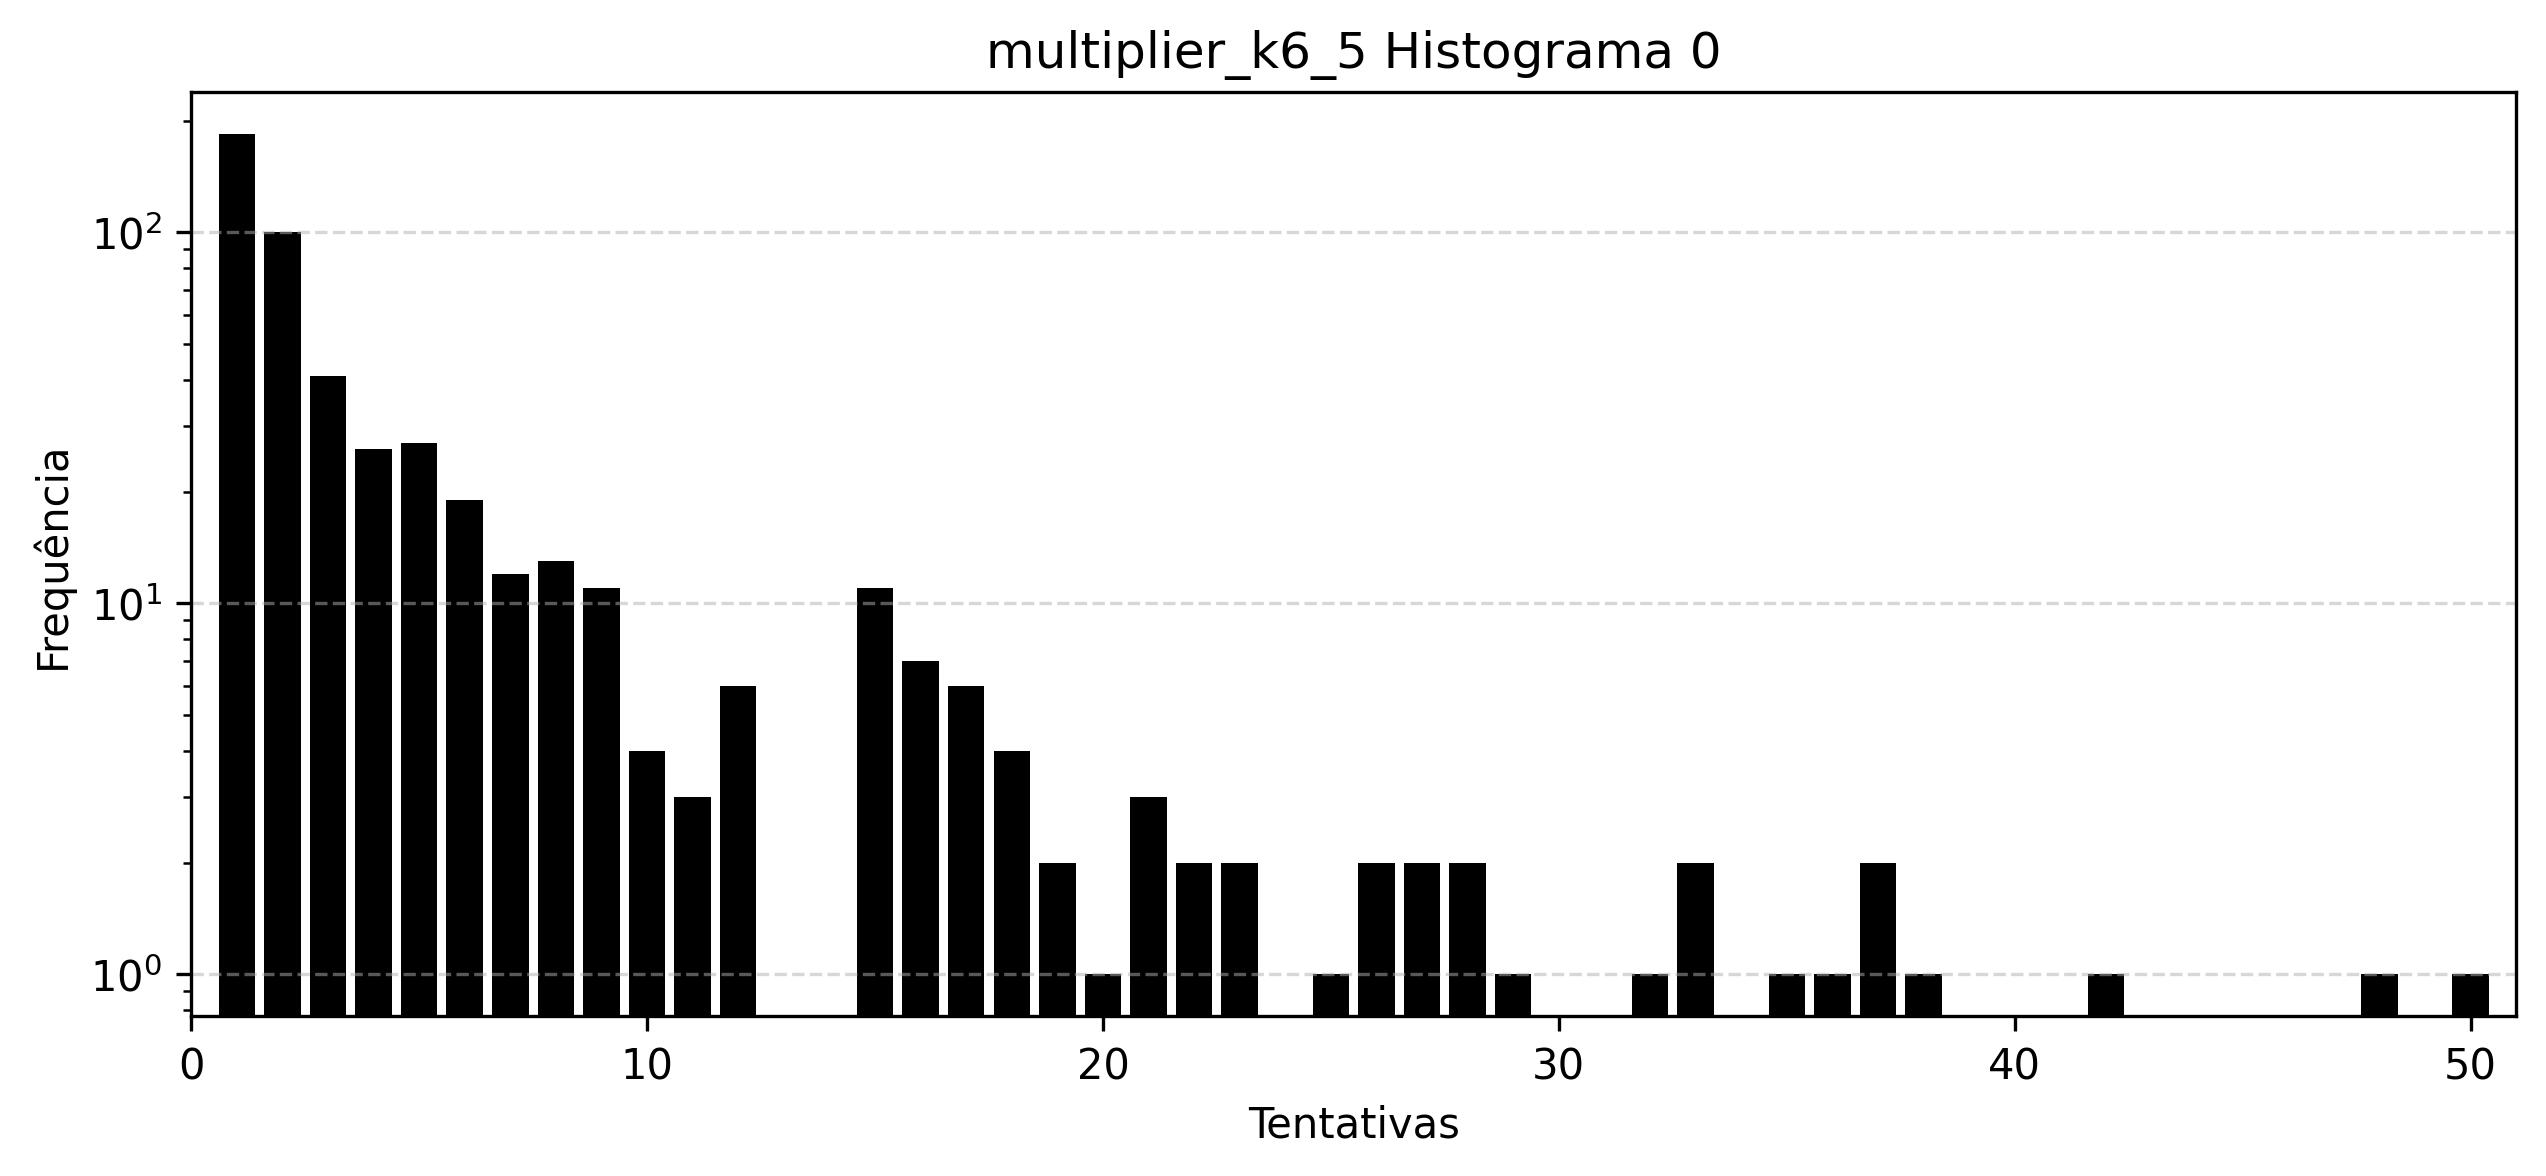 multiplier_k6_5 Histograma 0
Frequência
10²
10¹
10⁰
0 10 20 30 40 50
Tentativas